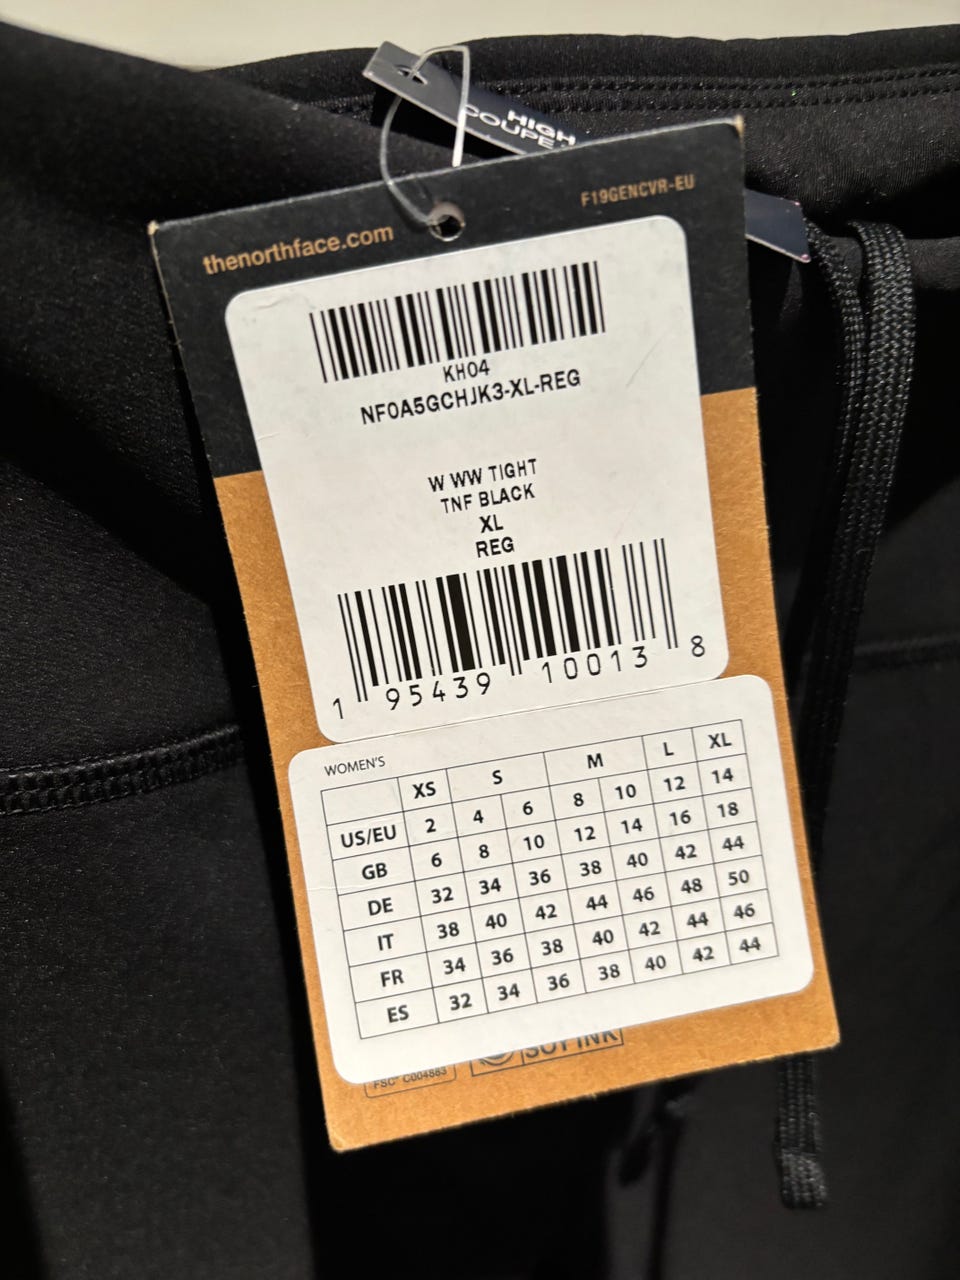 HIGH
COUPE
F19GENCVR-EU
thenorthface.com
KH04
NF0A5GCHJK3-XL-REG
W WW TIGHT
TNF BLACK
XL
REG
1 95439 10013 8
WOMEN'S
XS S M L XL
US/EU 2 4 6 8 10 12 14
GB 6 8 10 12 14 16 18
DE 32 34 36 38 40 42 44
IT 38 40 42 44 46 48 50
FR 34 36 38 40 42 44 46
ES 32 34 36 38 40 42 44
SOY INK
FSC® C004883